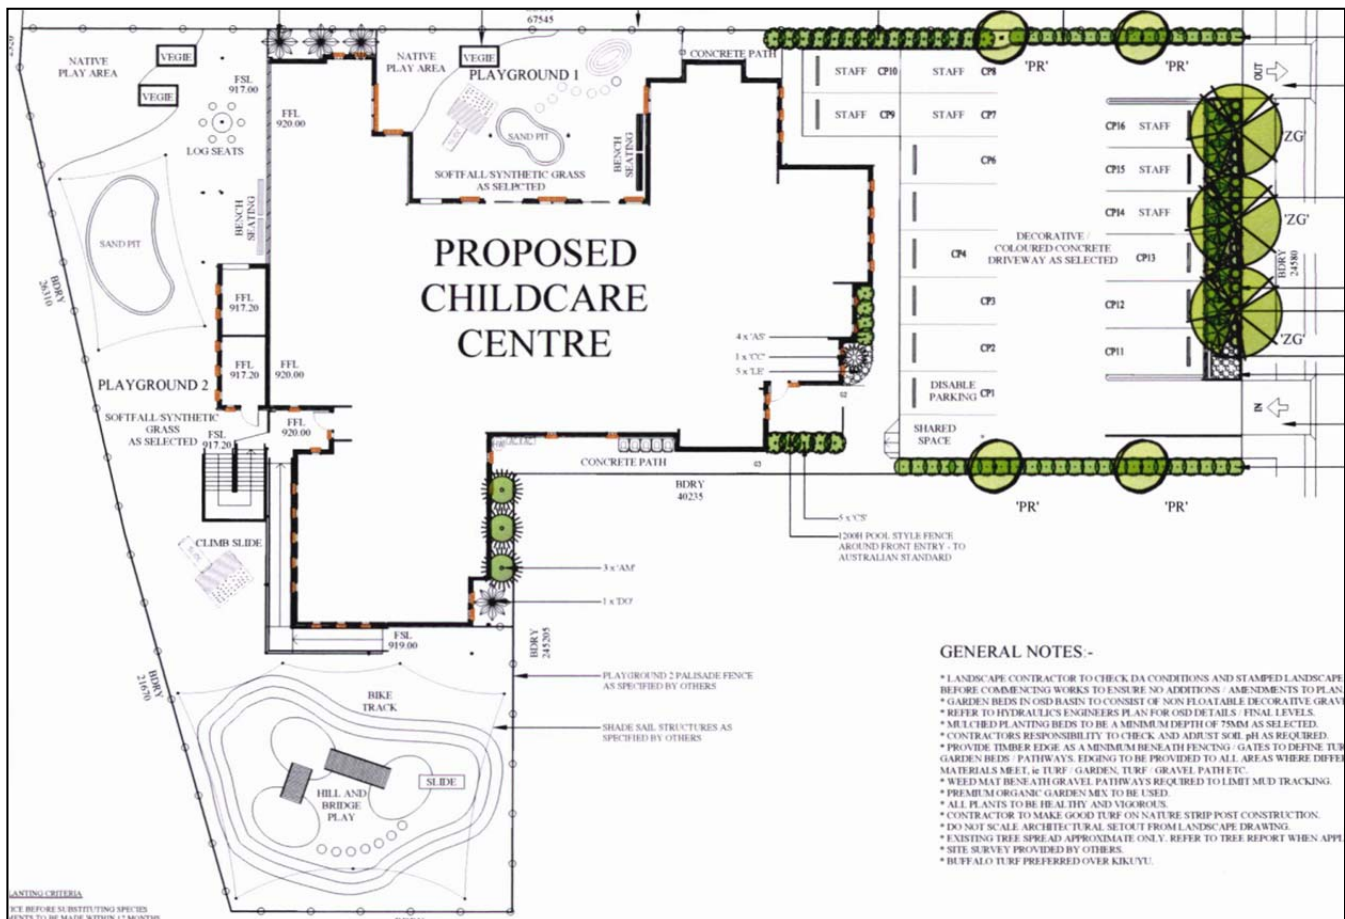 67545
NATIVE
PLAY AREA
VEGIE
VEGIE
FSL
917.00
FFL
920.00
LOG SEATS
SAND PIT
BENCH
SEATING
BDRY
26310
NATIVE
PLAY AREA
VEGIE
PLAYGROUND 1
SAND PIT
BENCH
SEATING
SOFTFALL/SYNTHETIC GRASS
AS SELECTED
CONCRETE PATH
STAFF CP10
STAFF CP8
STAFF CP9
STAFF CP7
CP6
CP4
CP3
CP2
DISABLE
PARKING CP1
SHARED
SPACE
'PR'
'PR'
OUT
CP16 STAFF
CP15 STAFF
CP14 STAFF
CP13
CP12
CP11
'ZG'
'ZG'
'ZG'
BDRY
24580
IN
DECORATIVE /
COLOURED CONCRETE
DRIVEWAY AS SELECTED
'PR'
'PR'
PROPOSED
CHILDCARE
CENTRE
FFL
917.20
FFL
917.20
FFL
920.00
FFL
920.00
PLAYGROUND 2
SOFTFALL/SYNTHETIC
GRASS
AS SELECTED
FSL
917.20
CLIMB SLIDE
4 x 'AS'
1 x 'CC'
5 x 'LE'
G2
G3
CONCRETE PATH
BDRY
40235
5 x 'CS'
1200H POOL STYLE FENCE
AROUND FRONT ENTRY - TO
AUSTRALIAN STANDARD
3 x 'AM'
1 x 'DO'
FSL
919.00
BDRY
245205
BDRY
21670
PLAYGROUND 2 PALISADE FENCE
AS SPECIFIED BY OTHERS
SHADE SAIL STRUCTURES AS
SPECIFIED BY OTHERS
BIKE
TRACK
SLIDE
HILL AND
BRIDGE
PLAY
GENERAL NOTES:-
* LANDSCAPE CONTRACTOR TO CHECK DA CONDITIONS AND STAMPED LANDSCAPE
BEFORE COMMENCING WORKS TO ENSURE NO ADDITIONS / AMENDMENTS TO PLAN
* GARDEN BEDS IN OSD BASIN TO CONSIST OF NON FLOATABLE DECORATIVE
* REFER TO HYDRAULICS ENGINEERS PLAN FOR OSD DETAILS / FINAL LEVELS.
* MULCHED PLANTING BEDS TO BE A MINIMUM DEPTH OF 75MM AS SELECTED.
* CONTRACTORS RESPONSIBILITY TO CHECK AND ADJUST SOIL pH AS REQUIRED.
* PROVIDE TIMBER EDGE AS A MINIMUM BENEATH FENCING / GATES TO DEFINE
GARDEN BEDS / PATHWAYS. EDGING TO BE PROVIDED TO ALL AREAS WHERE
MATERIALS MEET, ie TURF / GARDEN, TURF / GRAVEL PATH ETC.
* WEED MAT BENEATH GRAVEL PATHWAYS REQUIRED TO LIMIT MUD TRACKING.
* PREMIUM ORGANIC GARDEN MIX TO BE USED.
* ALL PLANTS TO BE HEALTHY AND VIGOROUS.
* CONTRACTOR TO MAKE GOOD TURF ON NATURE STRIP POST CONSTRUCTION.
* DO NOT SCALE ARCHITECTURAL SETOUT FROM LANDSCAPE DRAWING.
* EXISTING TREE SPREAD APPROXIMATE ONLY. REFER TO TREE REPORT WHEN
* SITE SURVEY PROVIDED BY OTHERS.
* BUFFALO TURF PREFERRED OVER KIKUYU.
LANTING CRITERIA
ICE BEFORE SUBSTITUTING SPECIES